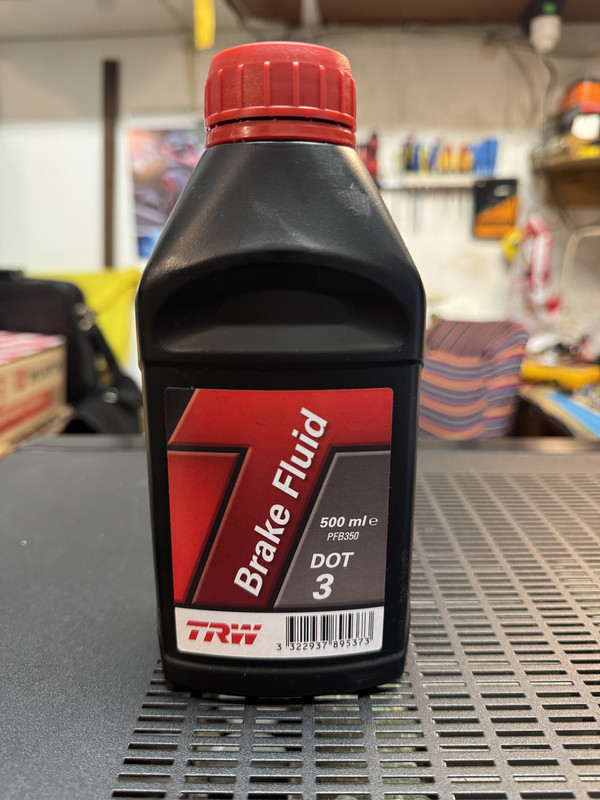 Brake Fluid
500 ml e
PFB350
DOT
3
TRW
3 322937 895373